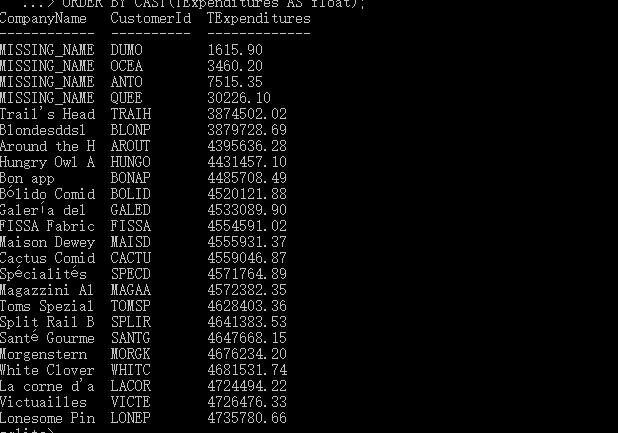 ...> ORDER BY CAST(TExpenditures AS float);
CompanyName CustomerId TExpenditures
------------ ---------- -------------
MISSING_NAME DUMO 1615.90
MISSING_NAME OCEA 3460.20
MISSING_NAME ANTO 7515.35
MISSING_NAME QUEE 30226.10
Trail's Head TRAIH 3874502.02
Blondesddsl BLONP 3879728.69
Around the H AROUT 4395636.28
Hungry Owl A HUNGO 4431457.10
Bon app BONAP 4485708.49
Bólido Comid BOLID 4520121.88
Galería del GALED 4533089.90
FISSA Fabric FISSA 4554591.02
Maison Dewey MAISD 4555931.37
Cactus Comid CACTU 4559046.87
Spécialités SPECD 4571764.89
Magazzini Al MAGAA 4572382.35
Toms Spezial TOMSP 4628403.36
Split Rail B SPLIR 4641383.53
Santé Gourme SANTG 4647668.15
Morgenstern MORGK 4676234.20
White Clover WHITC 4681531.74
La corne d'a LACOR 4724494.22
Victuailles VICTE 4726476.33
Lonesome Pin LONEP 4735780.66
sqlite>